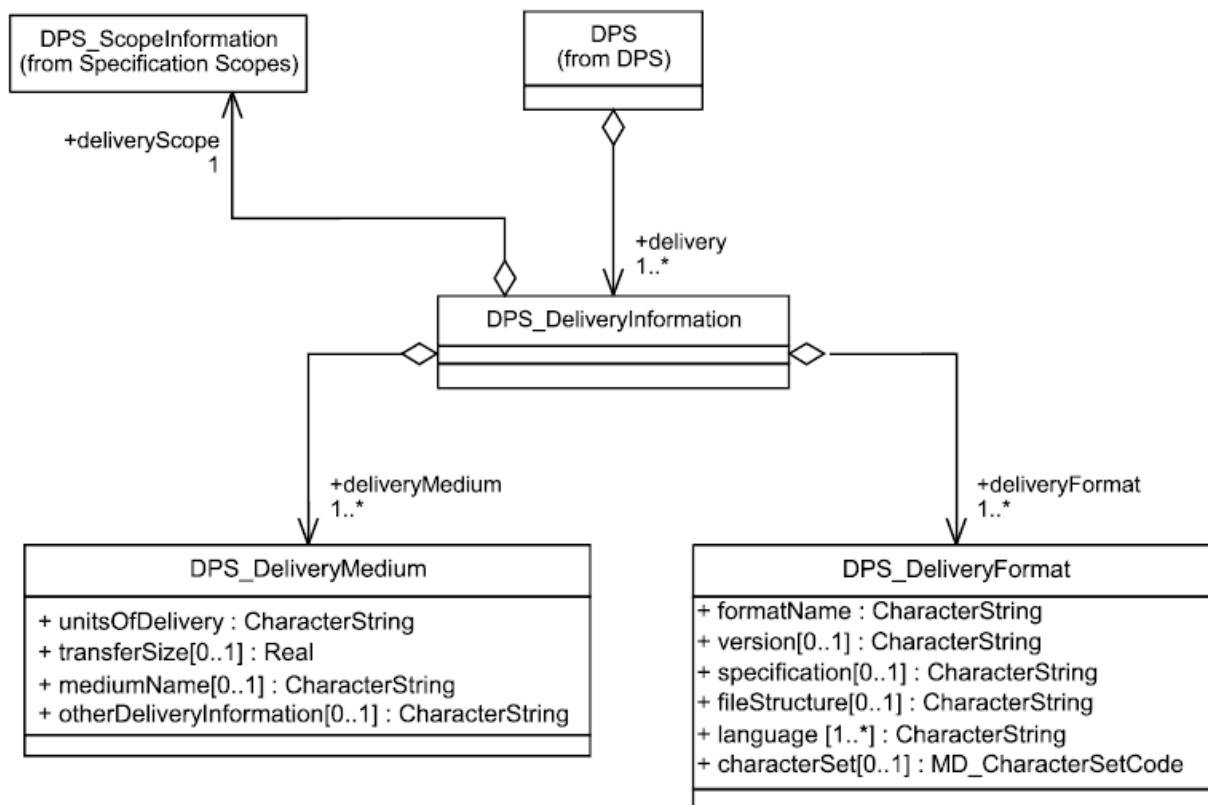 DPS_ScopeInformation
(from Specification Scopes)
DPS
(from DPS)
+deliveryScope
1
+delivery
1..*
DPS_DeliveryInformation
+deliveryMedium
1..*
+deliveryFormat
1..*
DPS_DeliveryMedium
+ unitsOfDelivery : CharacterString
+ transferSize[0..1] : Real
+ mediumName[0..1] : CharacterString
+ otherDeliveryInformation[0..1] : CharacterString
DPS_DeliveryFormat
+ formatName : CharacterString
+ version[0..1] : CharacterString
+ specification[0..1] : CharacterString
+ fileStructure[0..1] : CharacterString
+ language [1..*] : CharacterString
+ characterSet[0..1] : MD_CharacterSetCode